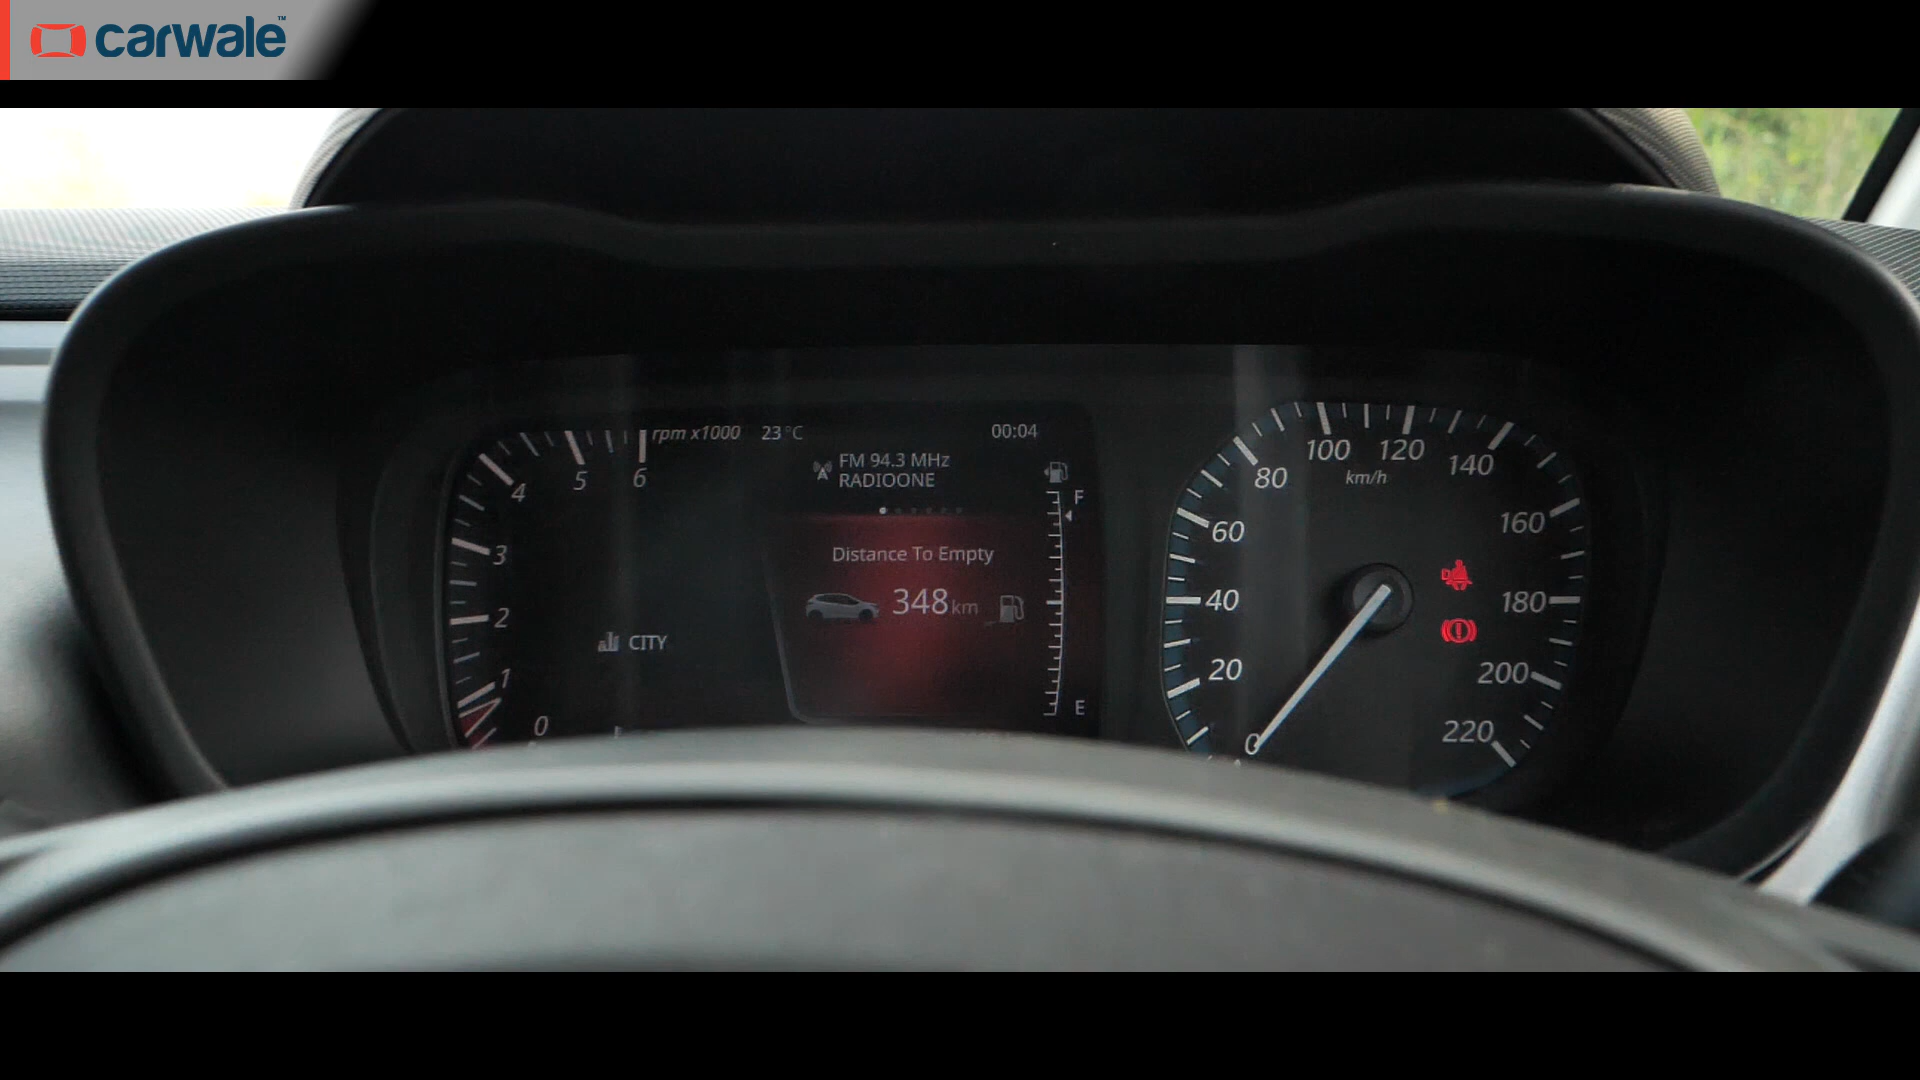 carwale™
rpm x1000 23°C 00:04
FM 94.3 MHz
RADIOONE
Distance To Empty
348 km
F
E
CITY
0
1
2
3
4
5
6
0
20
40
60
80
100
120
140
160
180
200
220
km/h